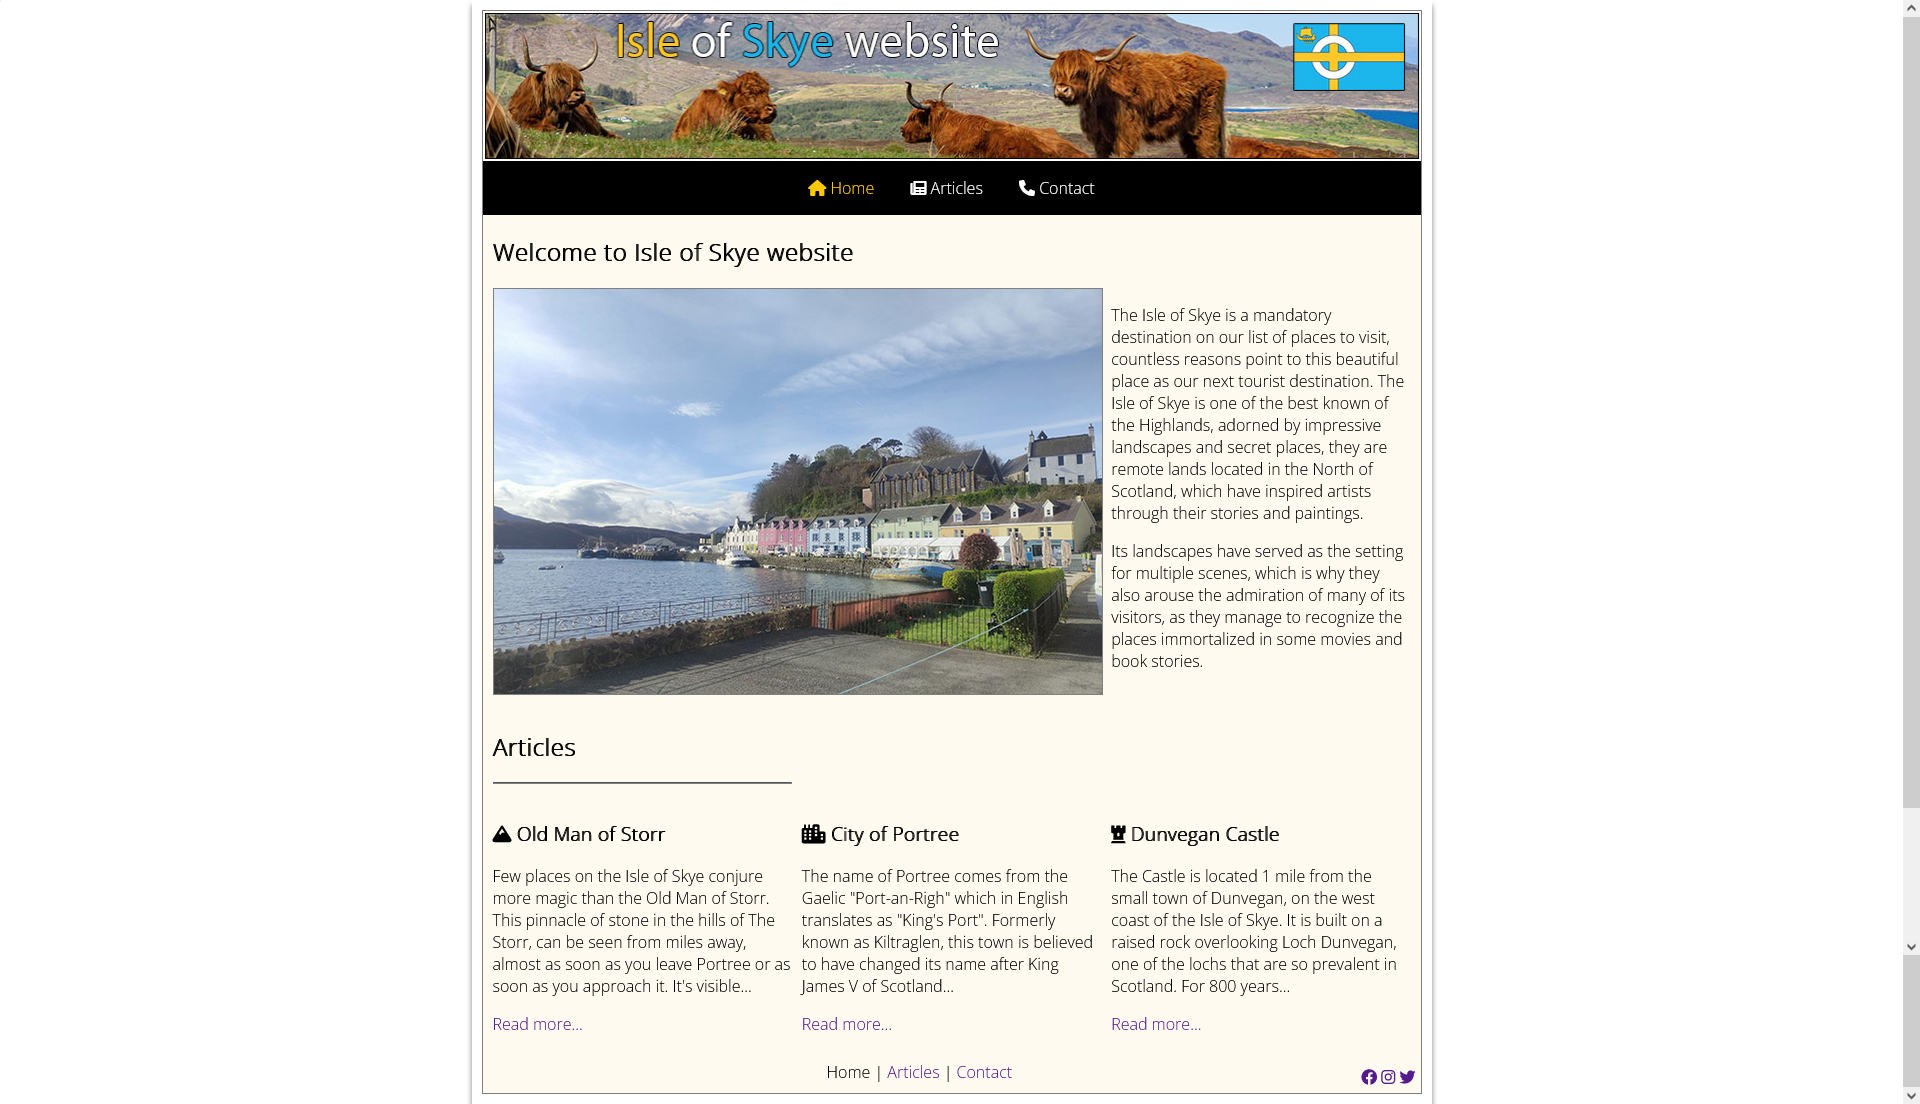 Isle of Skye website
Home
Articles
Contact
Welcome to Isle of Skye website
The Isle of Skye is a mandatory
destination on our list of places to visit,
countless reasons point to this beautiful
place as our next tourist destination. The
Isle of Skye is one of the best known of
the Highlands, adorned by impressive
landscapes and secret places, they are
remote lands located in the North of
Scotland, which have inspired artists
through their stories and paintings.
Its landscapes have served as the setting
for multiple scenes, which is why they
also arouse the admiration of many of its
visitors, as they manage to recognize the
places immortalized in some movies and
book stories.
Articles
Old Man of Storr
Few places on the Isle of Skye conjure
more magic than the Old Man of Storr.
This pinnacle of stone in the hills of The
Storr, can be seen from miles away,
almost as soon as you leave Portree or as
soon as you approach it. It's visible...
Read more...
City of Portree
The name of Portree comes from the
Gaelic "Port-an-Righ" which in English
translates as "King's Port". Formerly
known as Kiltraglen, this town is believed
to have changed its name after King
James V of Scotland...
Read more...
Dunvegan Castle
The Castle is located 1 mile from the
small town of Dunvegan, on the west
coast of the Isle of Skye. It is built on a
raised rock overlooking Loch Dunvegan,
one of the lochs that are so prevalent in
Scotland. For 800 years...
Read more...
Home | Articles | Contact